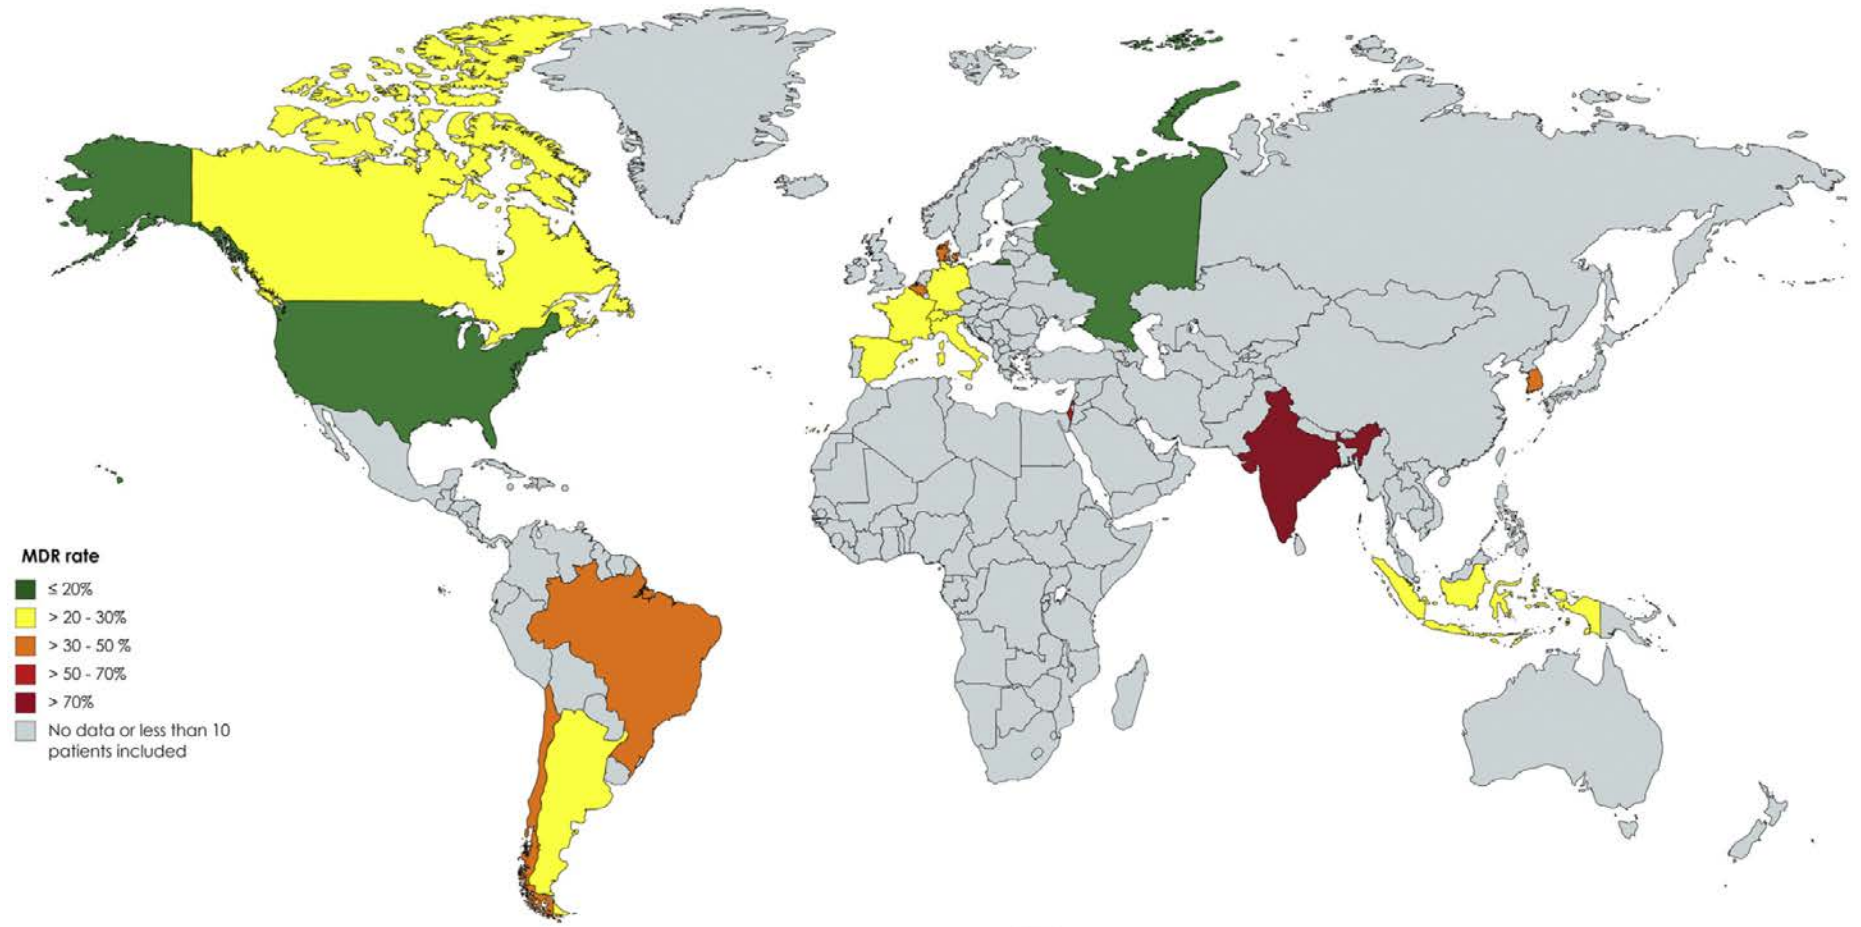 MDR rate
≤ 20%
> 20 - 30%
> 30 - 50 %
> 50 - 70%
> 70%
No data or less than 10
patients included